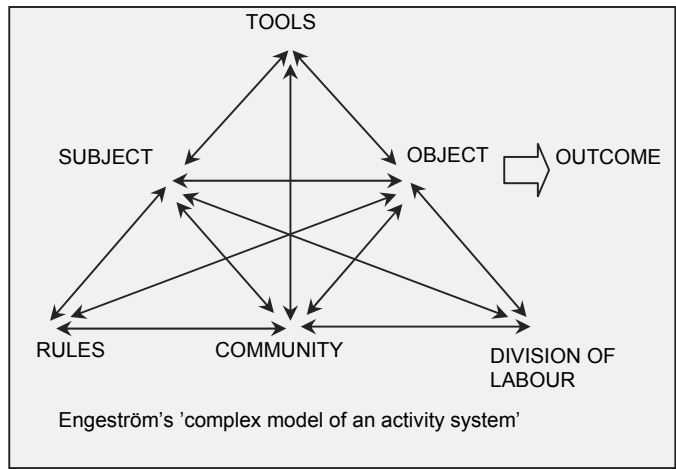 TOOLS
SUBJECT
OBJECT
OUTCOME
RULES
COMMUNITY
DIVISION OF
LABOUR
Engeström's 'complex model of an activity system'